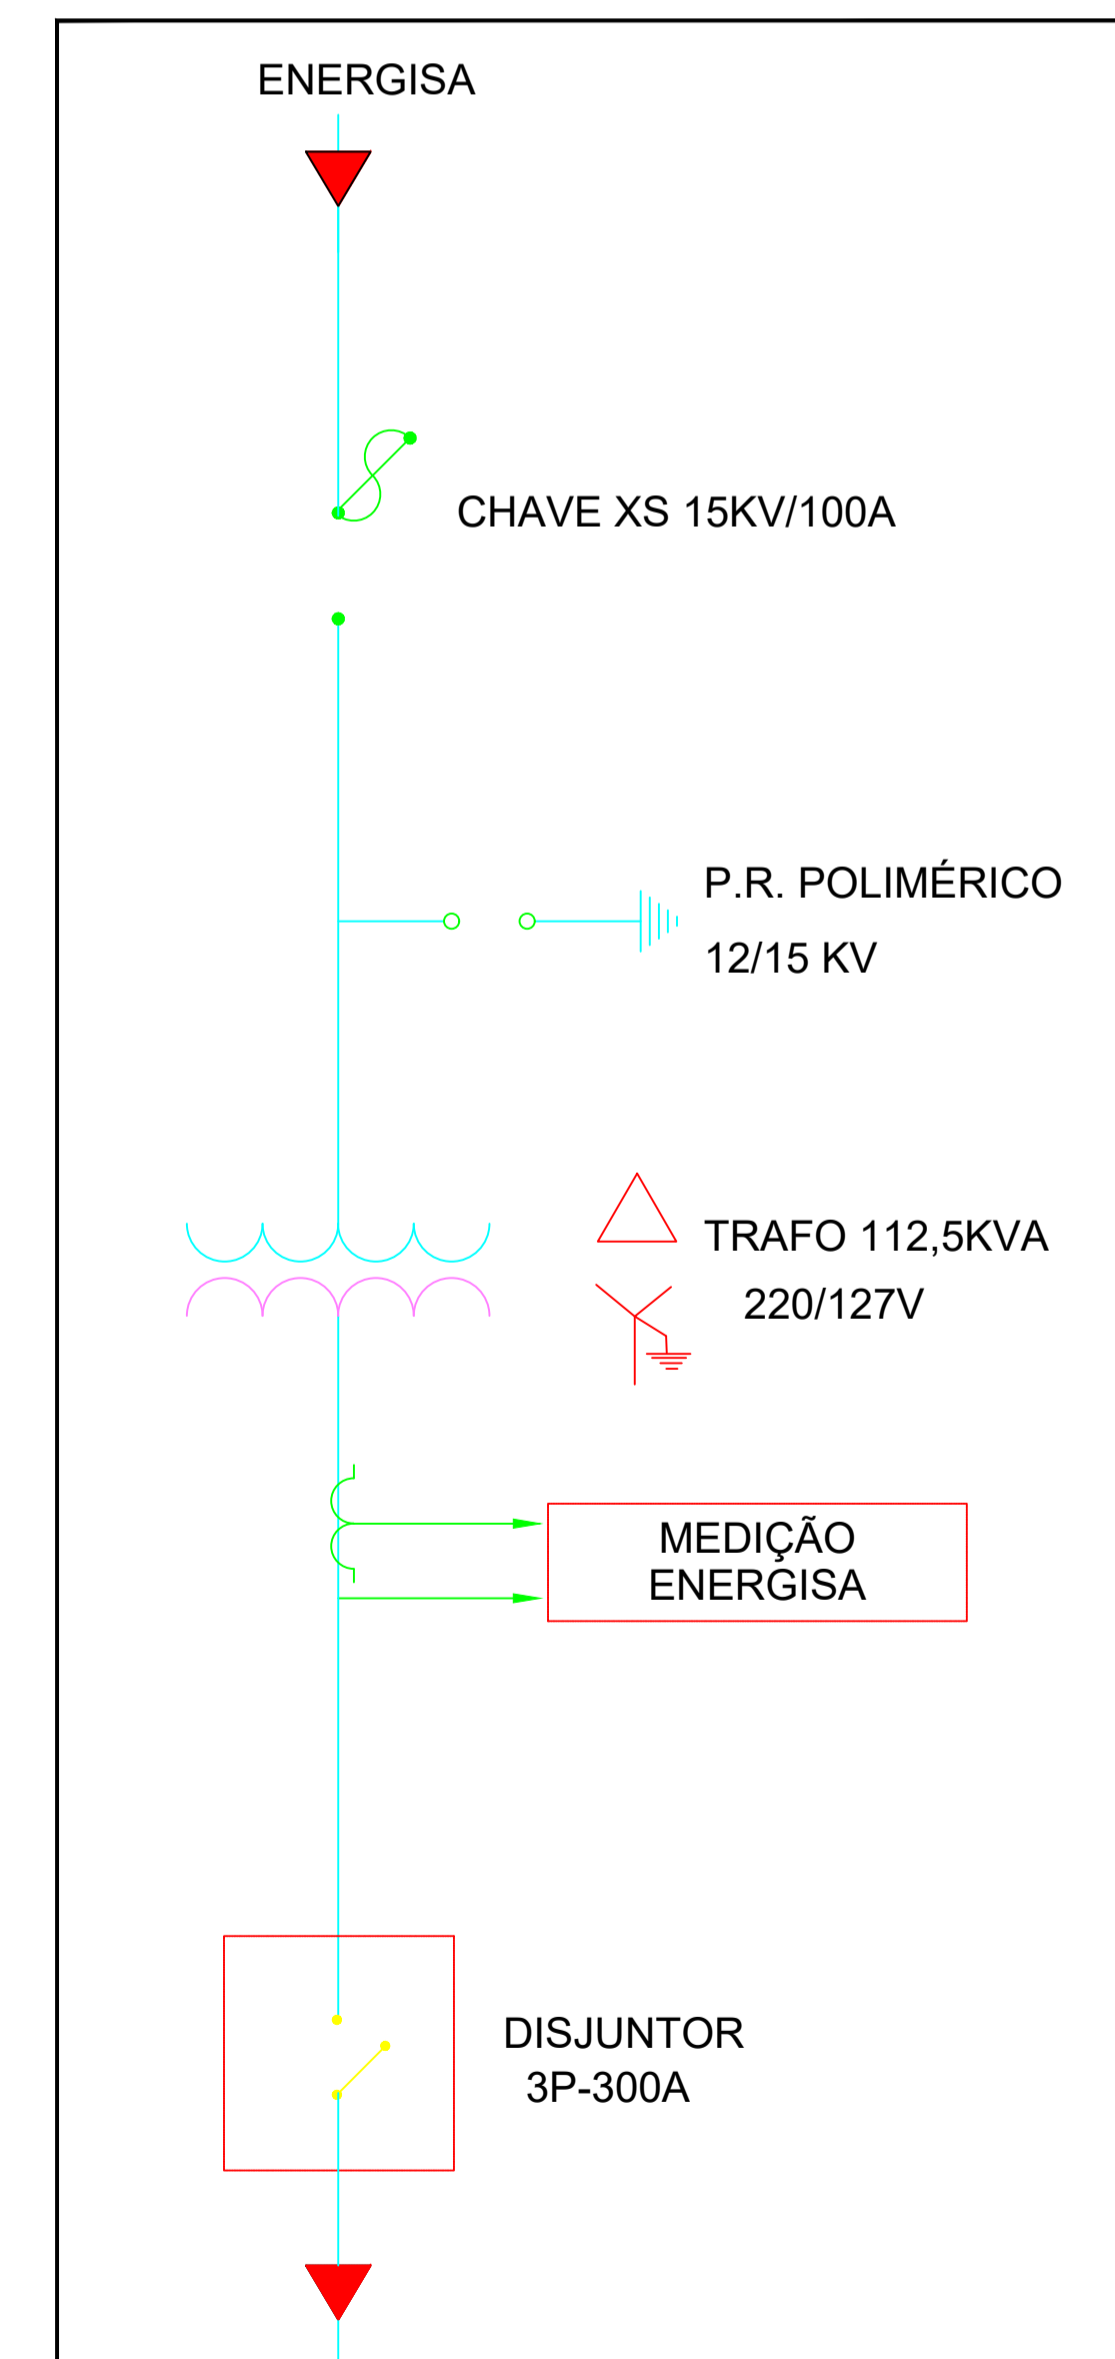 ENERGISA
CHAVE XS 15KV/100A
P.R. POLIMÉRICO
12/15 KV
TRAFO 112,5KVA
220/127V
MEDIÇÃO
ENERGISA
DISJUNTOR
3P-300A